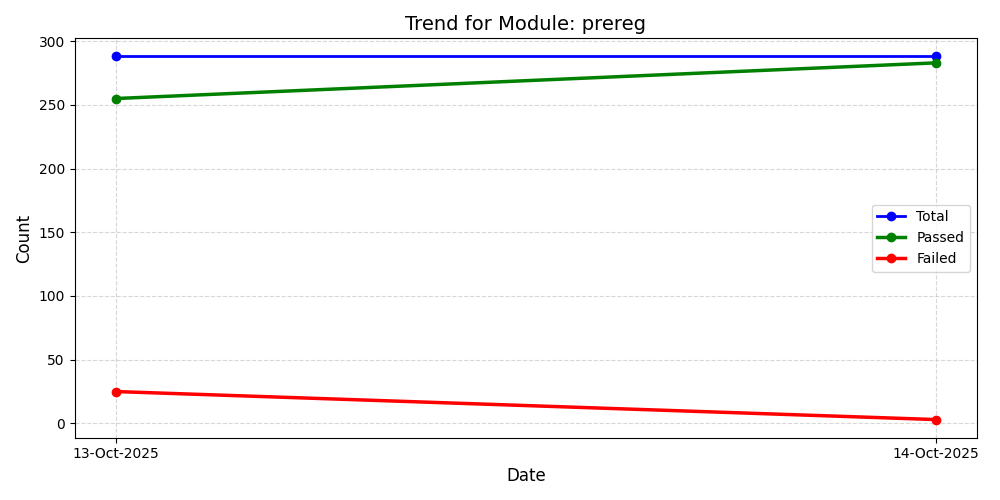 Trend for Module: prereg
300
250
200
150
100
50
0
Count
Total
Passed
Failed
13-Oct-2025
14-Oct-2025
Date